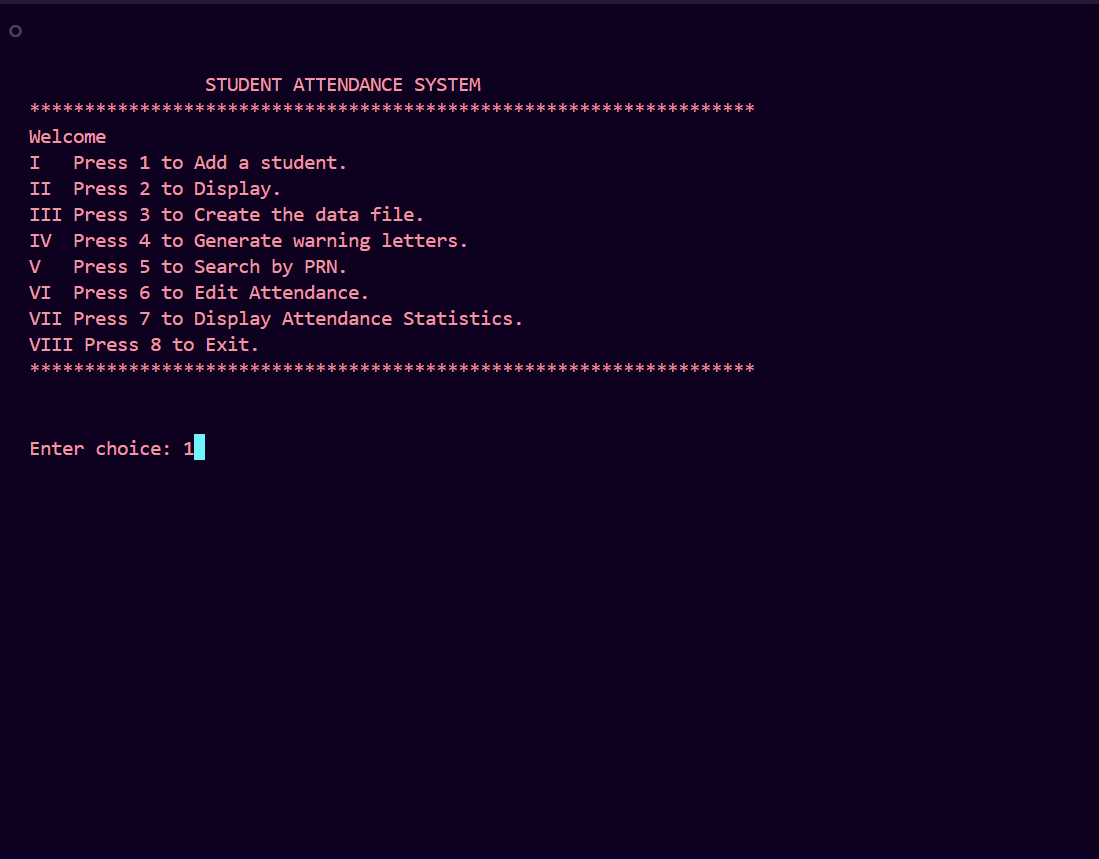 STUDENT ATTENDANCE SYSTEM
******************************************************************
Welcome
I   Press 1 to Add a student.
II  Press 2 to Display.
III Press 3 to Create the data file.
IV  Press 4 to Generate warning letters.
V   Press 5 to Search by PRN.
VI  Press 6 to Edit Attendance.
VII Press 7 to Display Attendance Statistics.
VIII Press 8 to Exit.
******************************************************************
Enter choice: 1